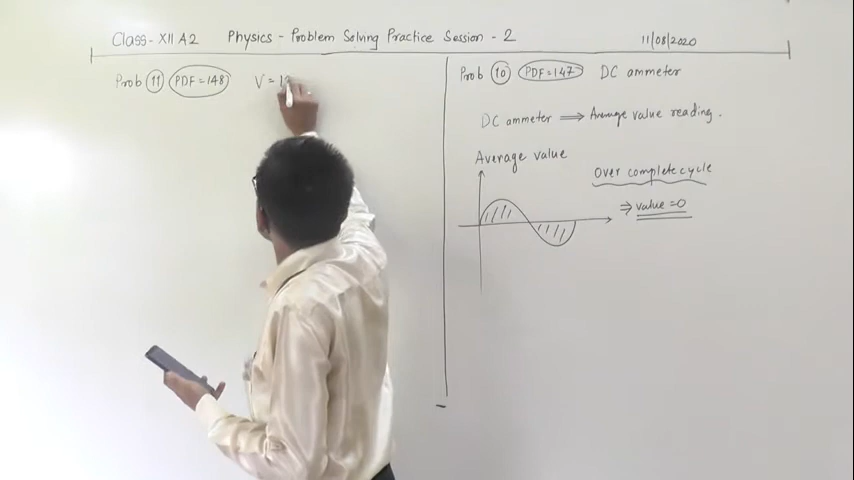 Class- XII A2 Physics - Problem Solving Practice Session - 2 11/08/2020
Prob 11 PDF=148 V = 12
Prob 10 PDF=147 DC ammeter
DC ammeter ⟹ Average value reading.
Average value
Over complete cycle
⇒ value =0